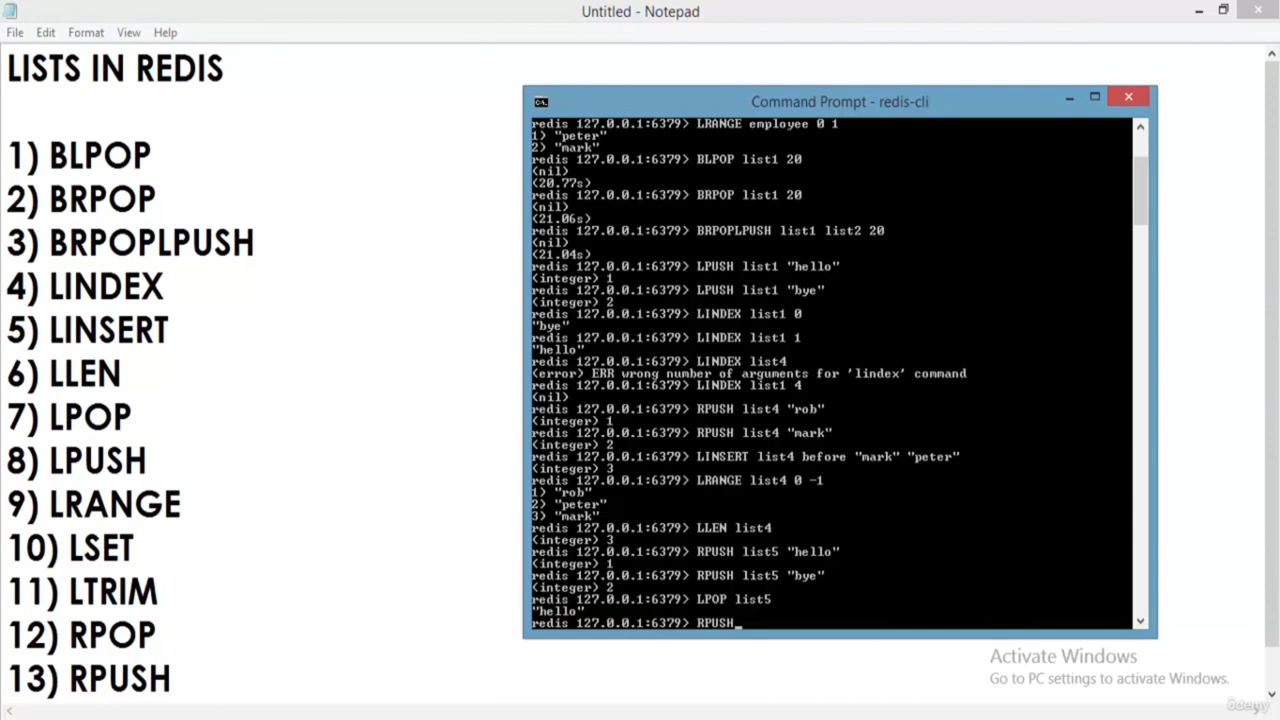 Untitled - Notepad
File Edit Format View Help
LISTS IN REDIS
1) BLPOP
2) BRPOP
3) BRPOPLPUSH
4) LINDEX
5) LINSERT
6) LLEN
7) LPOP
8) LPUSH
9) LRANGE
10) LSET
11) LTRIM
12) RPOP
13) RPUSH
Command Prompt - redis-cli
redis 127.0.0.1:6379> LRANGE employee 0 1
1) "peter"
2) "mark"
redis 127.0.0.1:6379> BLPOP list1 20
(nil)
(20.77s)
redis 127.0.0.1:6379> BRPOP list1 20
(nil)
(21.06s)
redis 127.0.0.1:6379> BRPOPLPUSH list1 list2 20
(nil)
(21.04s)
redis 127.0.0.1:6379> LPUSH list1 "hello"
(integer) 1
redis 127.0.0.1:6379> LPUSH list1 "bye"
(integer) 2
redis 127.0.0.1:6379> LINDEX list1 0
"bye"
redis 127.0.0.1:6379> LINDEX list1 1
"hello"
redis 127.0.0.1:6379> LINDEX list4
(error) ERR wrong number of arguments for 'lindex' command
redis 127.0.0.1:6379> LINDEX list1 4
(nil)
redis 127.0.0.1:6379> RPUSH list4 "rob"
(integer) 1
redis 127.0.0.1:6379> RPUSH list4 "mark"
(integer) 2
redis 127.0.0.1:6379> LINSERT list4 before "mark" "peter"
(integer) 3
redis 127.0.0.1:6379> LRANGE list4 0 -1
1) "rob"
2) "peter"
3) "mark"
redis 127.0.0.1:6379> LLEN list4
(integer) 3
redis 127.0.0.1:6379> RPUSH list5 "hello"
(integer) 1
redis 127.0.0.1:6379> RPUSH list5 "bye"
(integer) 2
redis 127.0.0.1:6379> LPOP list5
"hello"
redis 127.0.0.1:6379> RPUSH_
Activate Windows
Go to PC settings to activate Windows.
ûdemy